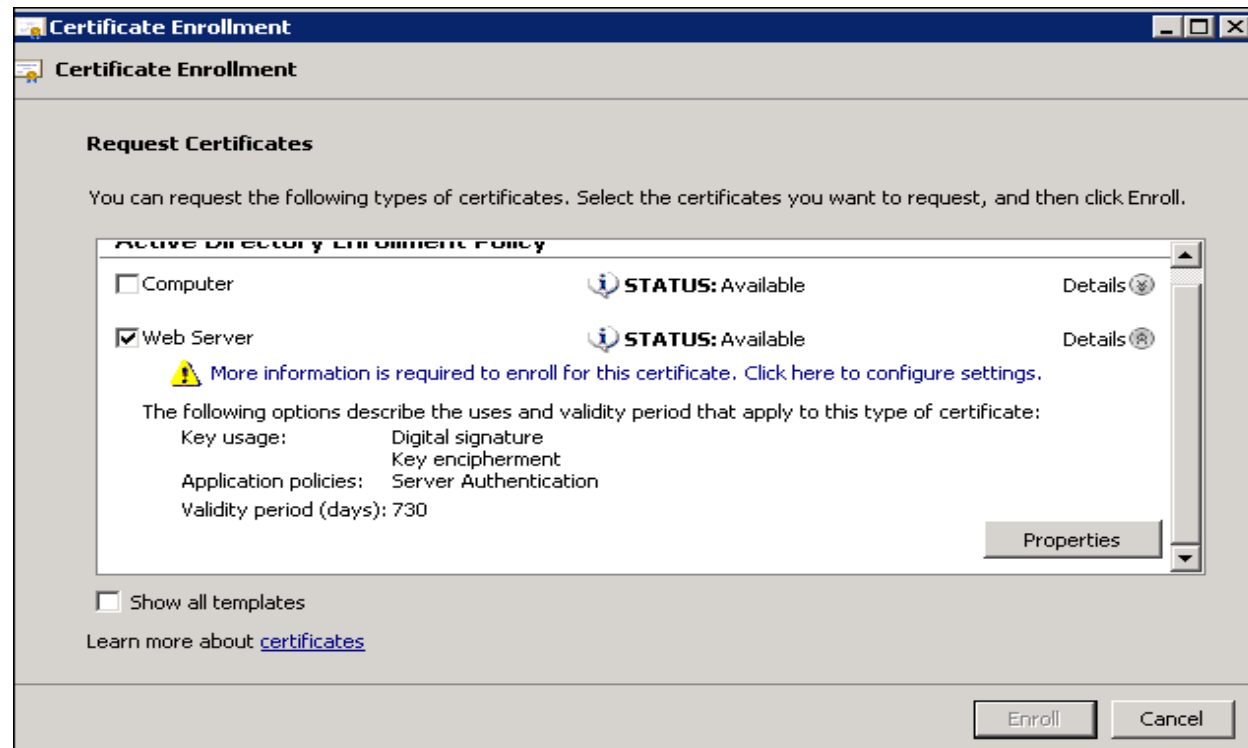 Certificate Enrollment
Certificate Enrollment
Request Certificates
You can request the following types of certificates. Select the certificates you want to request, and then click Enroll.
Active Directory Enrollment Policy
Computer STATUS: Available Details
Web Server STATUS: Available Details
More information is required to enroll for this certificate. Click here to configure settings.
The following options describe the uses and validity period that apply to this type of certificate:
Key usage: Digital signature
Key encipherment
Application policies: Server Authentication
Validity period (days): 730
Properties
Show all templates
Learn more about certificates
Enroll Cancel